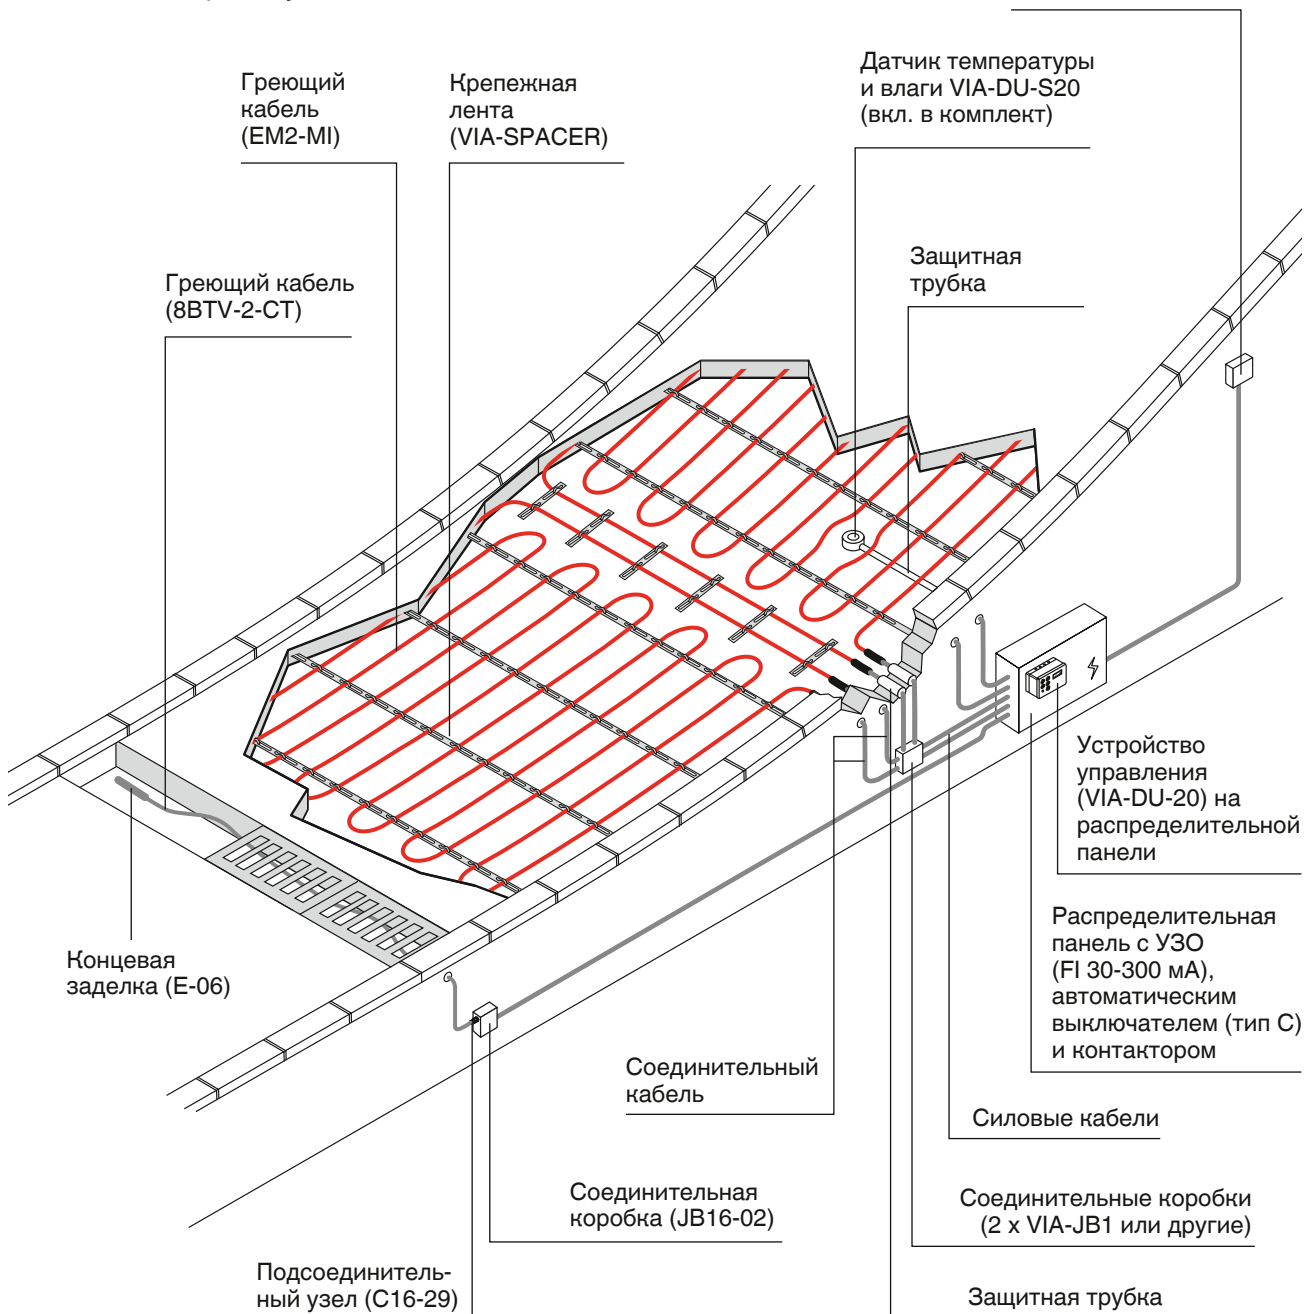 Греющий
кабель
(EM2-MI)
Крепежная
лента
(VIA-SPACER)
Датчик температуры
и влаги VIA-DU-S20
(вкл. в комплект)
Греющий кабель
(8BTV-2-CT)
Защитная
трубка
Устройство
управления
(VIA-DU-20) на
распределительной
панели
Распределительная
панель с УЗО
(FI 30-300 мА),
автоматическим
выключателем (тип C)
и контактором
Концевая
заделка (E-06)
Соединительный
кабель
Силовые кабели
Соединительная
коробка (JB16-02)
Соединительные коробки
(2 x VIA-JB1 или другие)
Подсоединитель-
ный узел (C16-29)
Защитная трубка